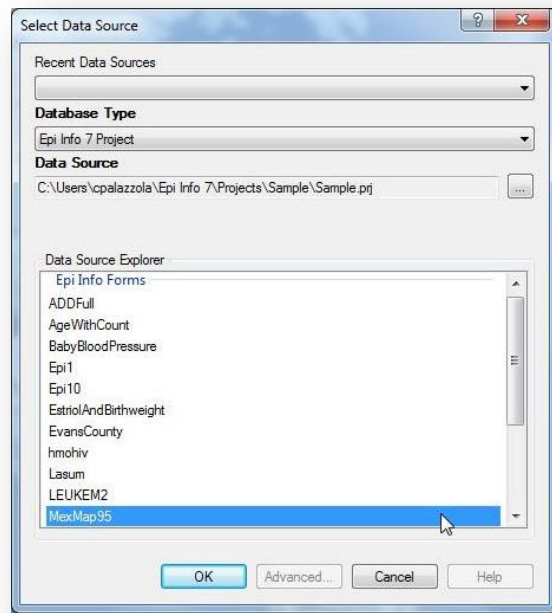 Select Data Source
Recent Data Sources
Database Type
Epi Info 7 Project
Data Source
C:\Users\cpalazzola\Epi Info 7\Projects\Sample\Sample.prj
...
Data Source Explorer
Epi Info Forms
ADDFull
AgeWithCount
BabyBloodPressure
Epi1
Epi10
EstriolAndBirthweight
EvansCounty
hmohiv
Lasum
LEUKEM2
MexMap95
OK Advanced... Cancel Help